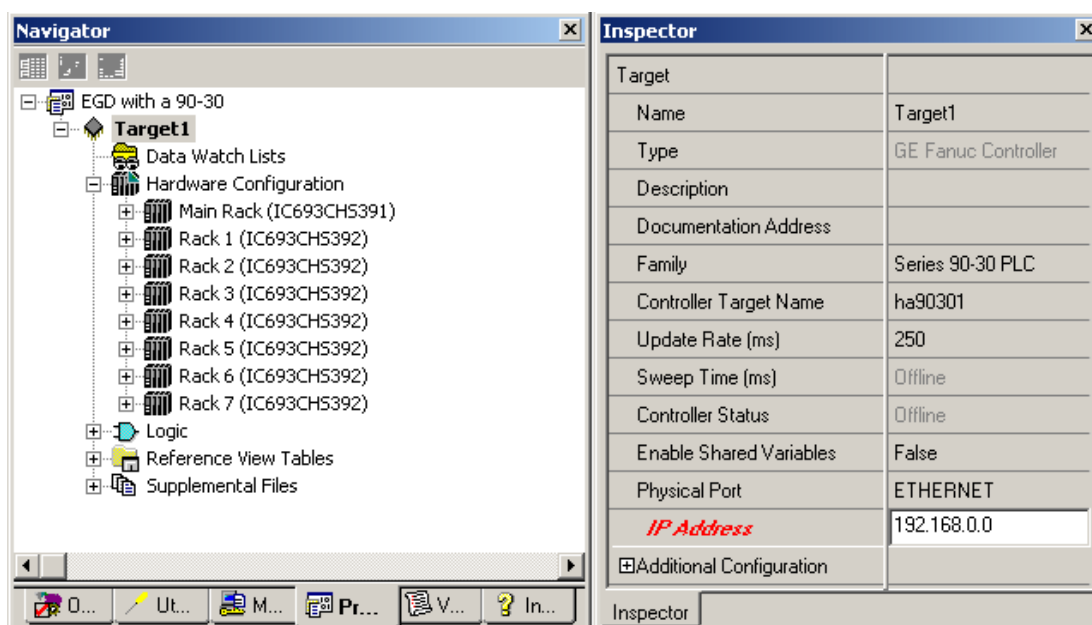 Navigator
EGD with a 90-30
Target1
Data Watch Lists
Hardware Configuration
Main Rack (IC693CHS391)
Rack 1 (IC693CHS392)
Rack 2 (IC693CHS392)
Rack 3 (IC693CHS392)
Rack 4 (IC693CHS392)
Rack 5 (IC693CHS392)
Rack 6 (IC693CHS392)
Rack 7 (IC693CHS392)
Logic
Reference View Tables
Supplemental Files
O... Ut... M... Pr... V... In...
Inspector
Target
Name Target1
Type GE Fanuc Controller
Description
Documentation Address
Family Series 90-30 PLC
Controller Target Name ha90301
Update Rate (ms) 250
Sweep Time (ms) Offline
Controller Status Offline
Enable Shared Variables False
Physical Port ETHERNET
IP Address 192.168.0.0
Additional Configuration
Inspector